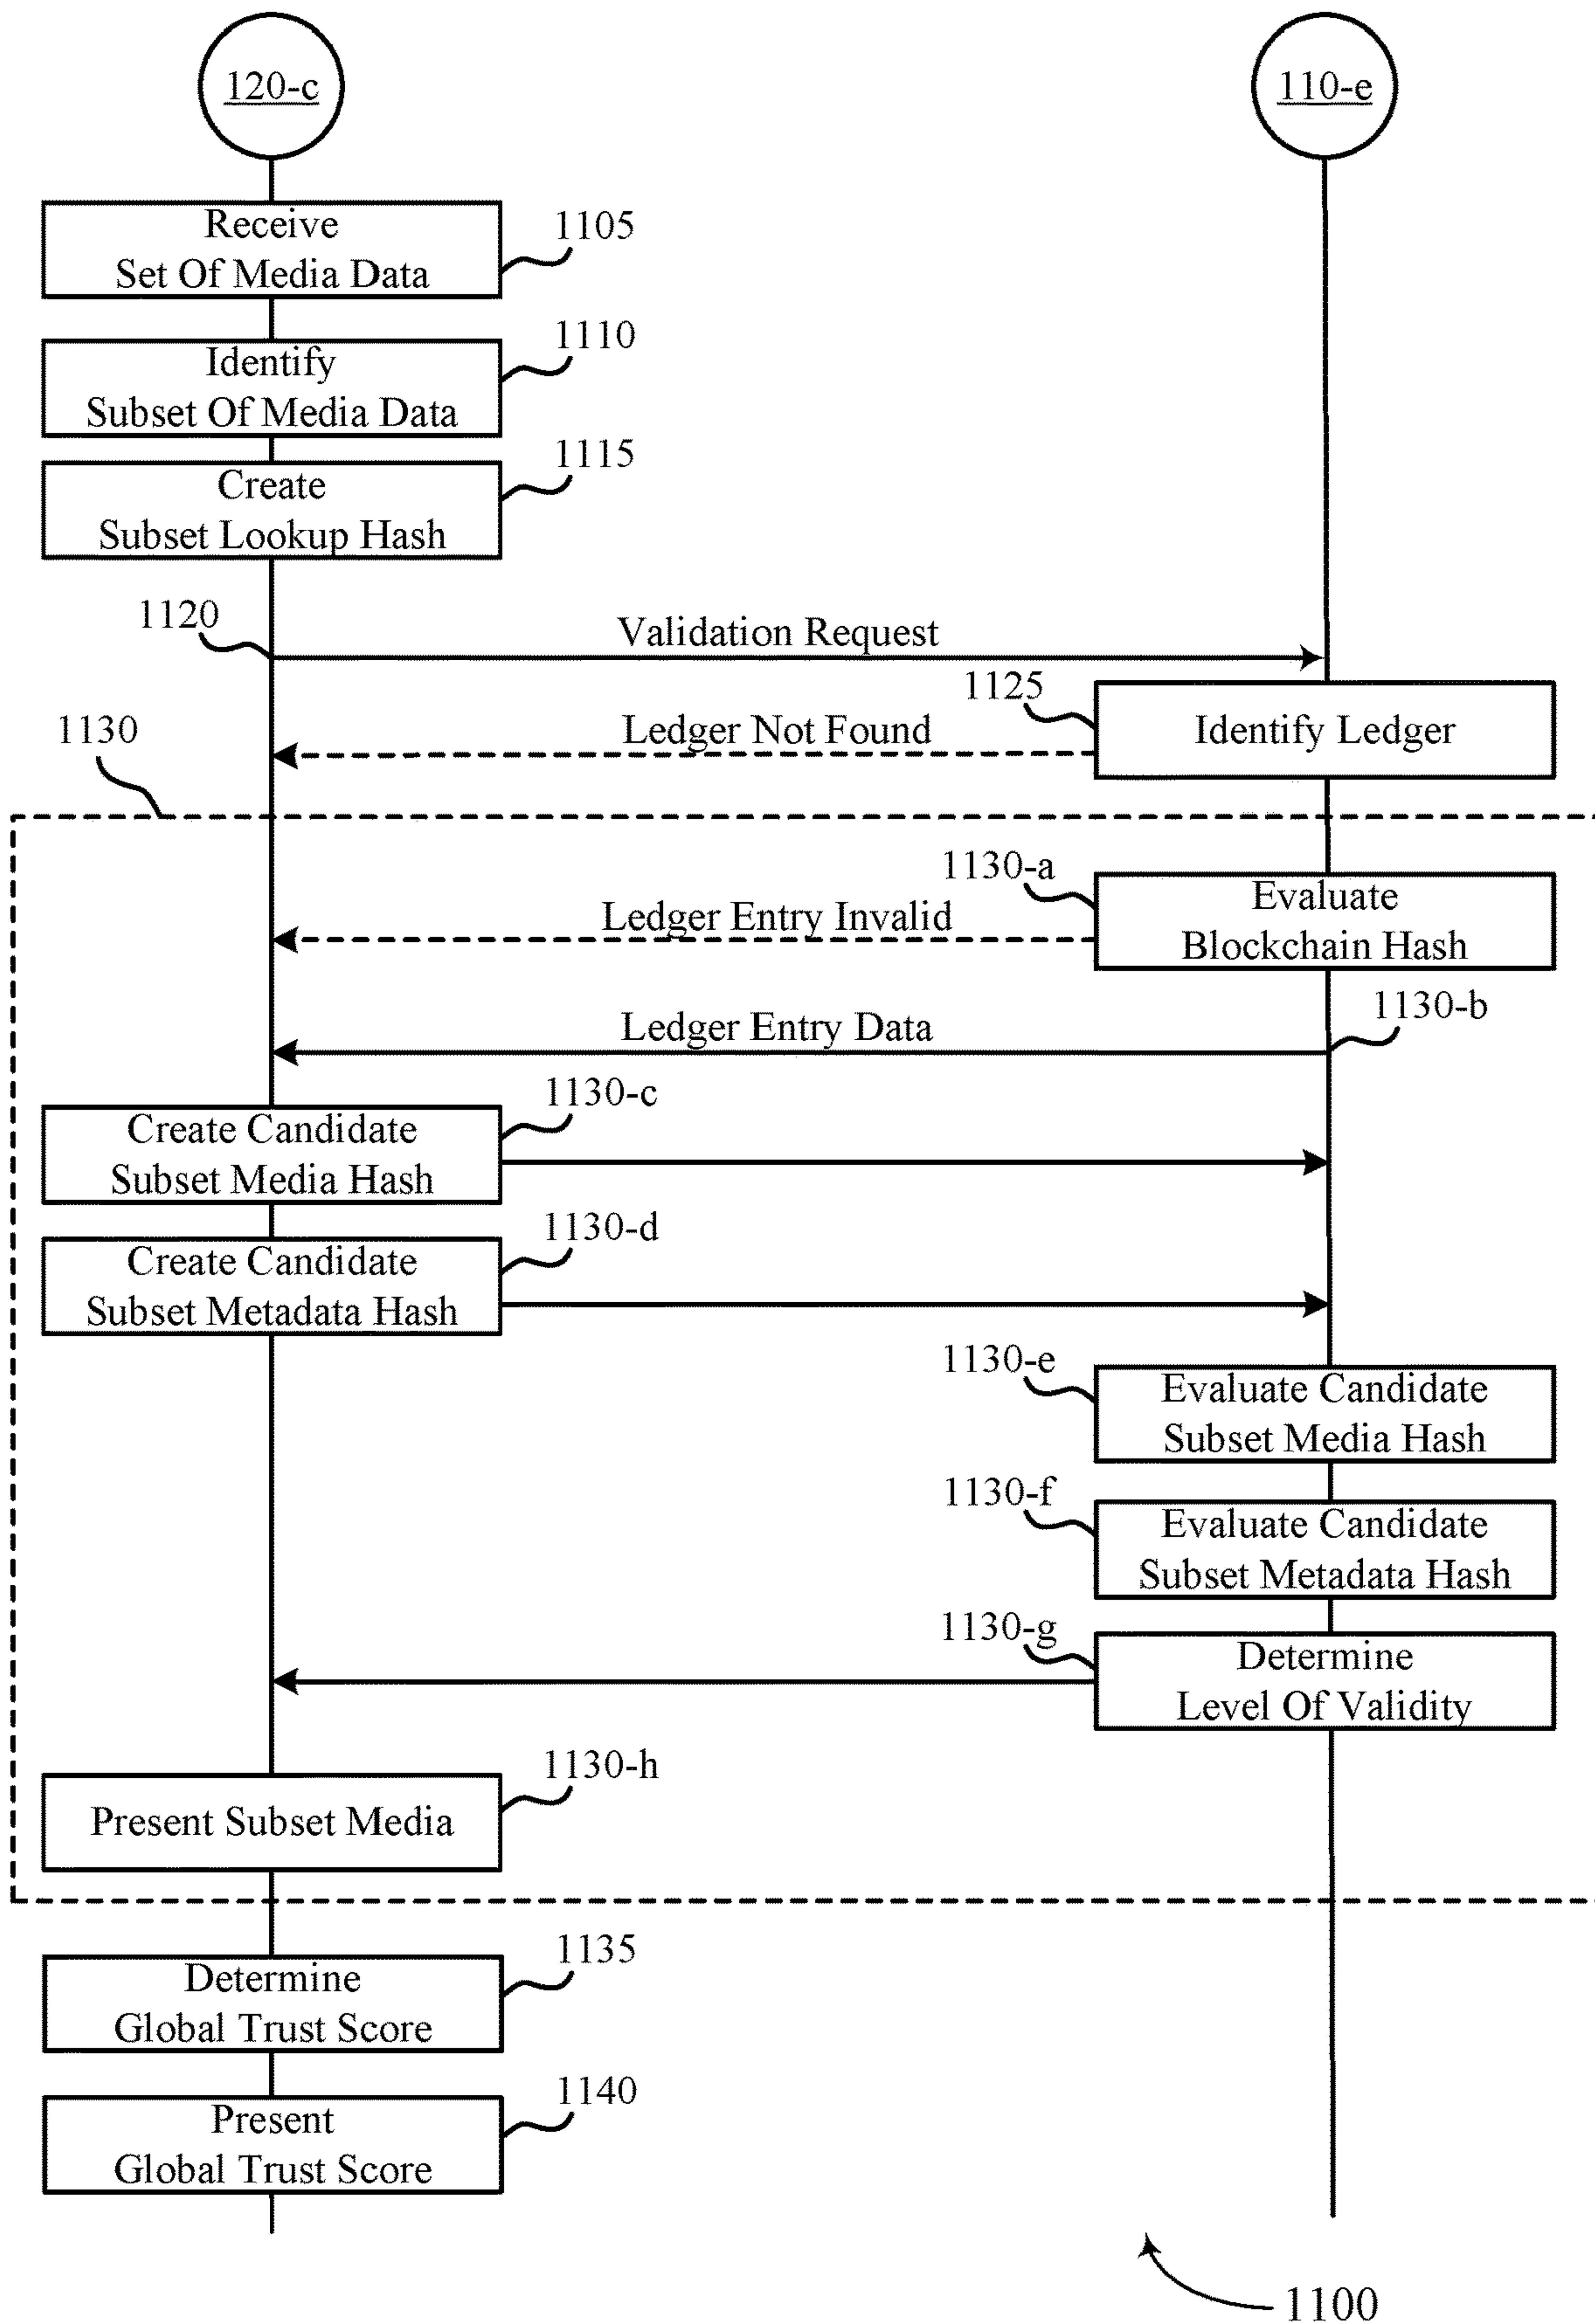 120-c
110-e
Receive
Set Of Media Data
1105
Identify
Subset Of Media Data
1110
Create
Subset Lookup Hash
1115
1120
Validation Request
1125
Identify Ledger
Ledger Not Found
1130
1130-a
Evaluate
Blockchain Hash
Ledger Entry Invalid
1130-b
Ledger Entry Data
1130-c
Create Candidate
Subset Media Hash
1130-d
Create Candidate
Subset Metadata Hash
1130-e
Evaluate Candidate
Subset Media Hash
1130-f
Evaluate Candidate
Subset Metadata Hash
1130-g
Determine
Level Of Validity
1130-h
Present Subset Media
1135
Determine
Global Trust Score
1140
Present
Global Trust Score
1100